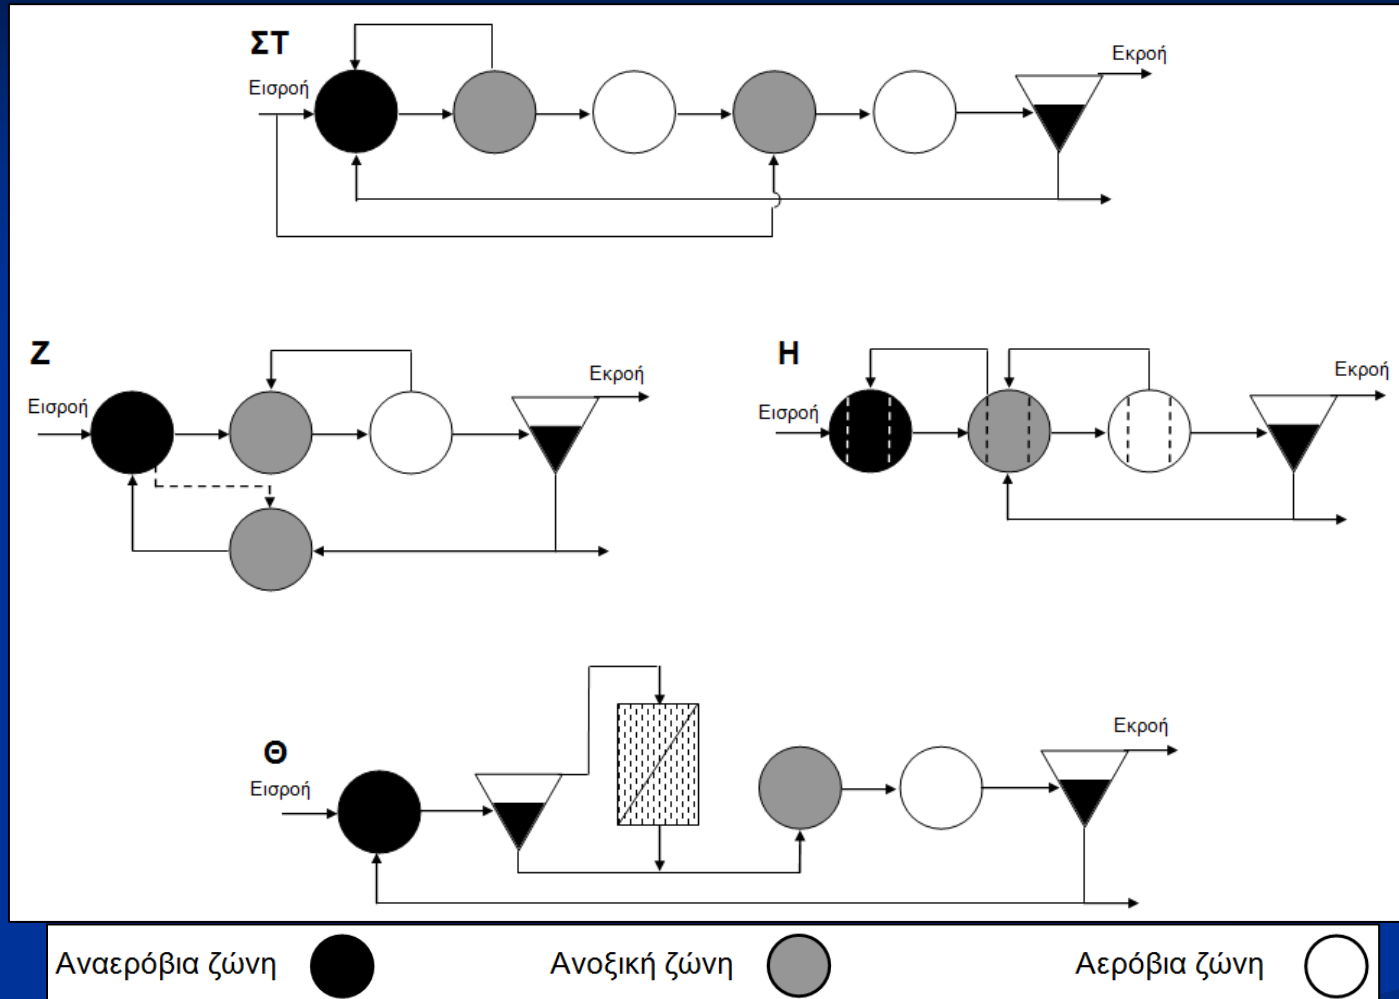 ΣΤ
Εισροή
Εκροή
Ζ
Εισροή
Εκροή
Η
Εισροή
Εκροή
Θ
Εισροή
Εκροή
Αναερόβια ζώνη
Ανοξική ζώνη
Αερόβια ζώνη